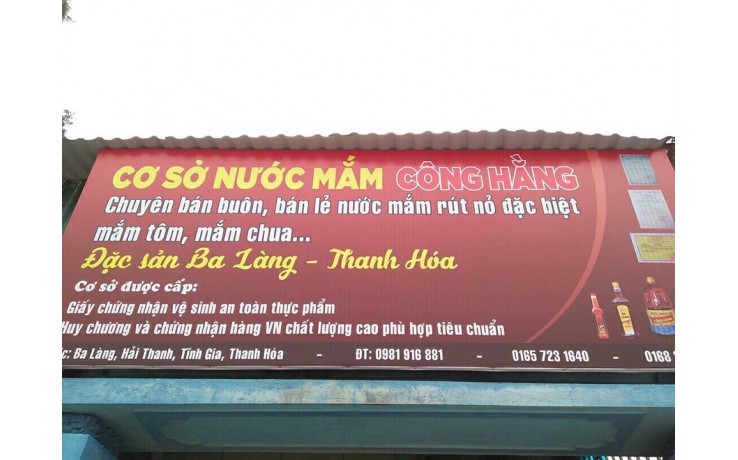 CƠ SỞ NƯỚC MẮM CÔNG HẰNG
Chuyên bán buôn, bán lẻ nước mắm rút nỏ đặc biệt
mắm tôm, mắm chua...
Đặc sản Ba Làng - Thanh Hóa
Cơ sở được cấp:
Giấy chứng nhận vệ sinh an toàn thực phẩm
Huy chương và chứng nhận hàng VN chất lượng cao phù hợp tiêu chuẩn
c: Ba Làng, Hải Thanh, Tĩnh Gia, Thanh Hóa - ĐT: 0981 916 881 - 0165 723 1640 - 0168